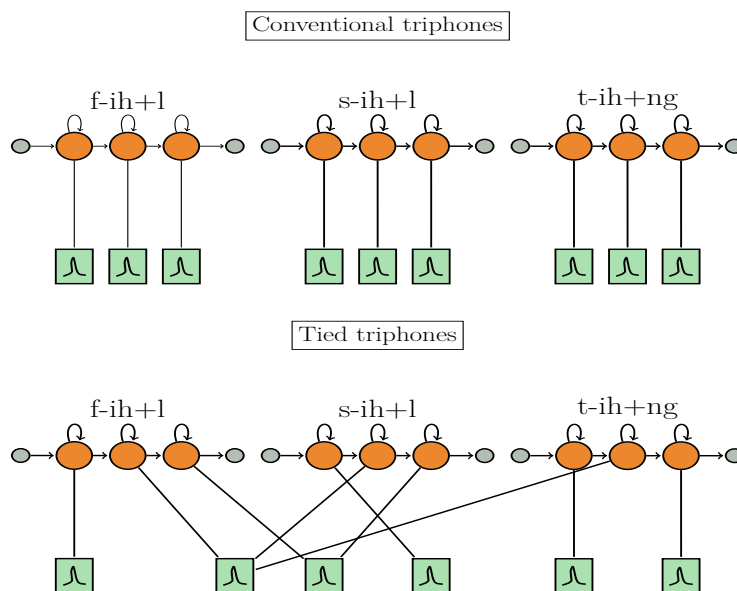 Conventional triphones
f-ih+l s-ih+l t-ih+ng
Tied triphones
f-ih+l s-ih+l t-ih+ng